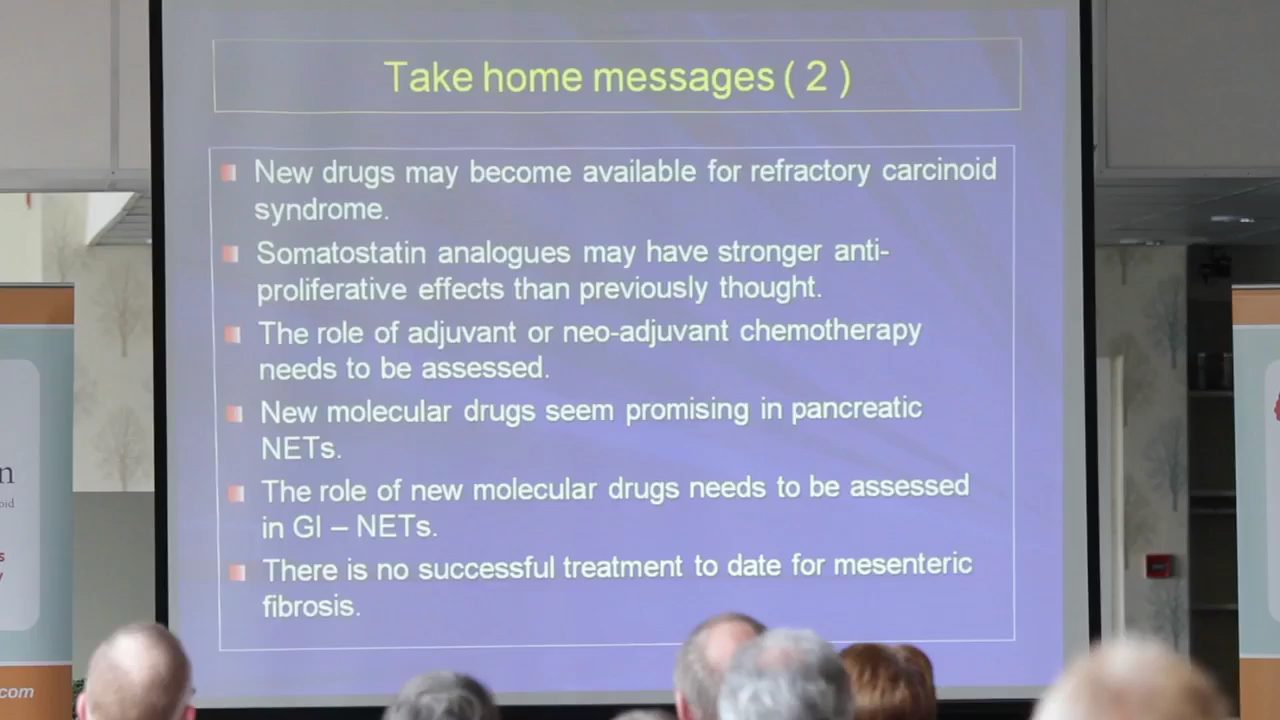 Take home messages ( 2 )
New drugs may become available for refractory carcinoid
syndrome.
Somatostatin analogues may have stronger anti-
proliferative effects than previously thought.
The role of adjuvant or neo-adjuvant chemotherapy
needs to be assessed.
New molecular drugs seem promising in pancreatic
NETs.
The role of new molecular drugs needs to be assessed
in GI – NETs.
There is no successful treatment to date for mesenteric
fibrosis.
n
oid
s
y
com